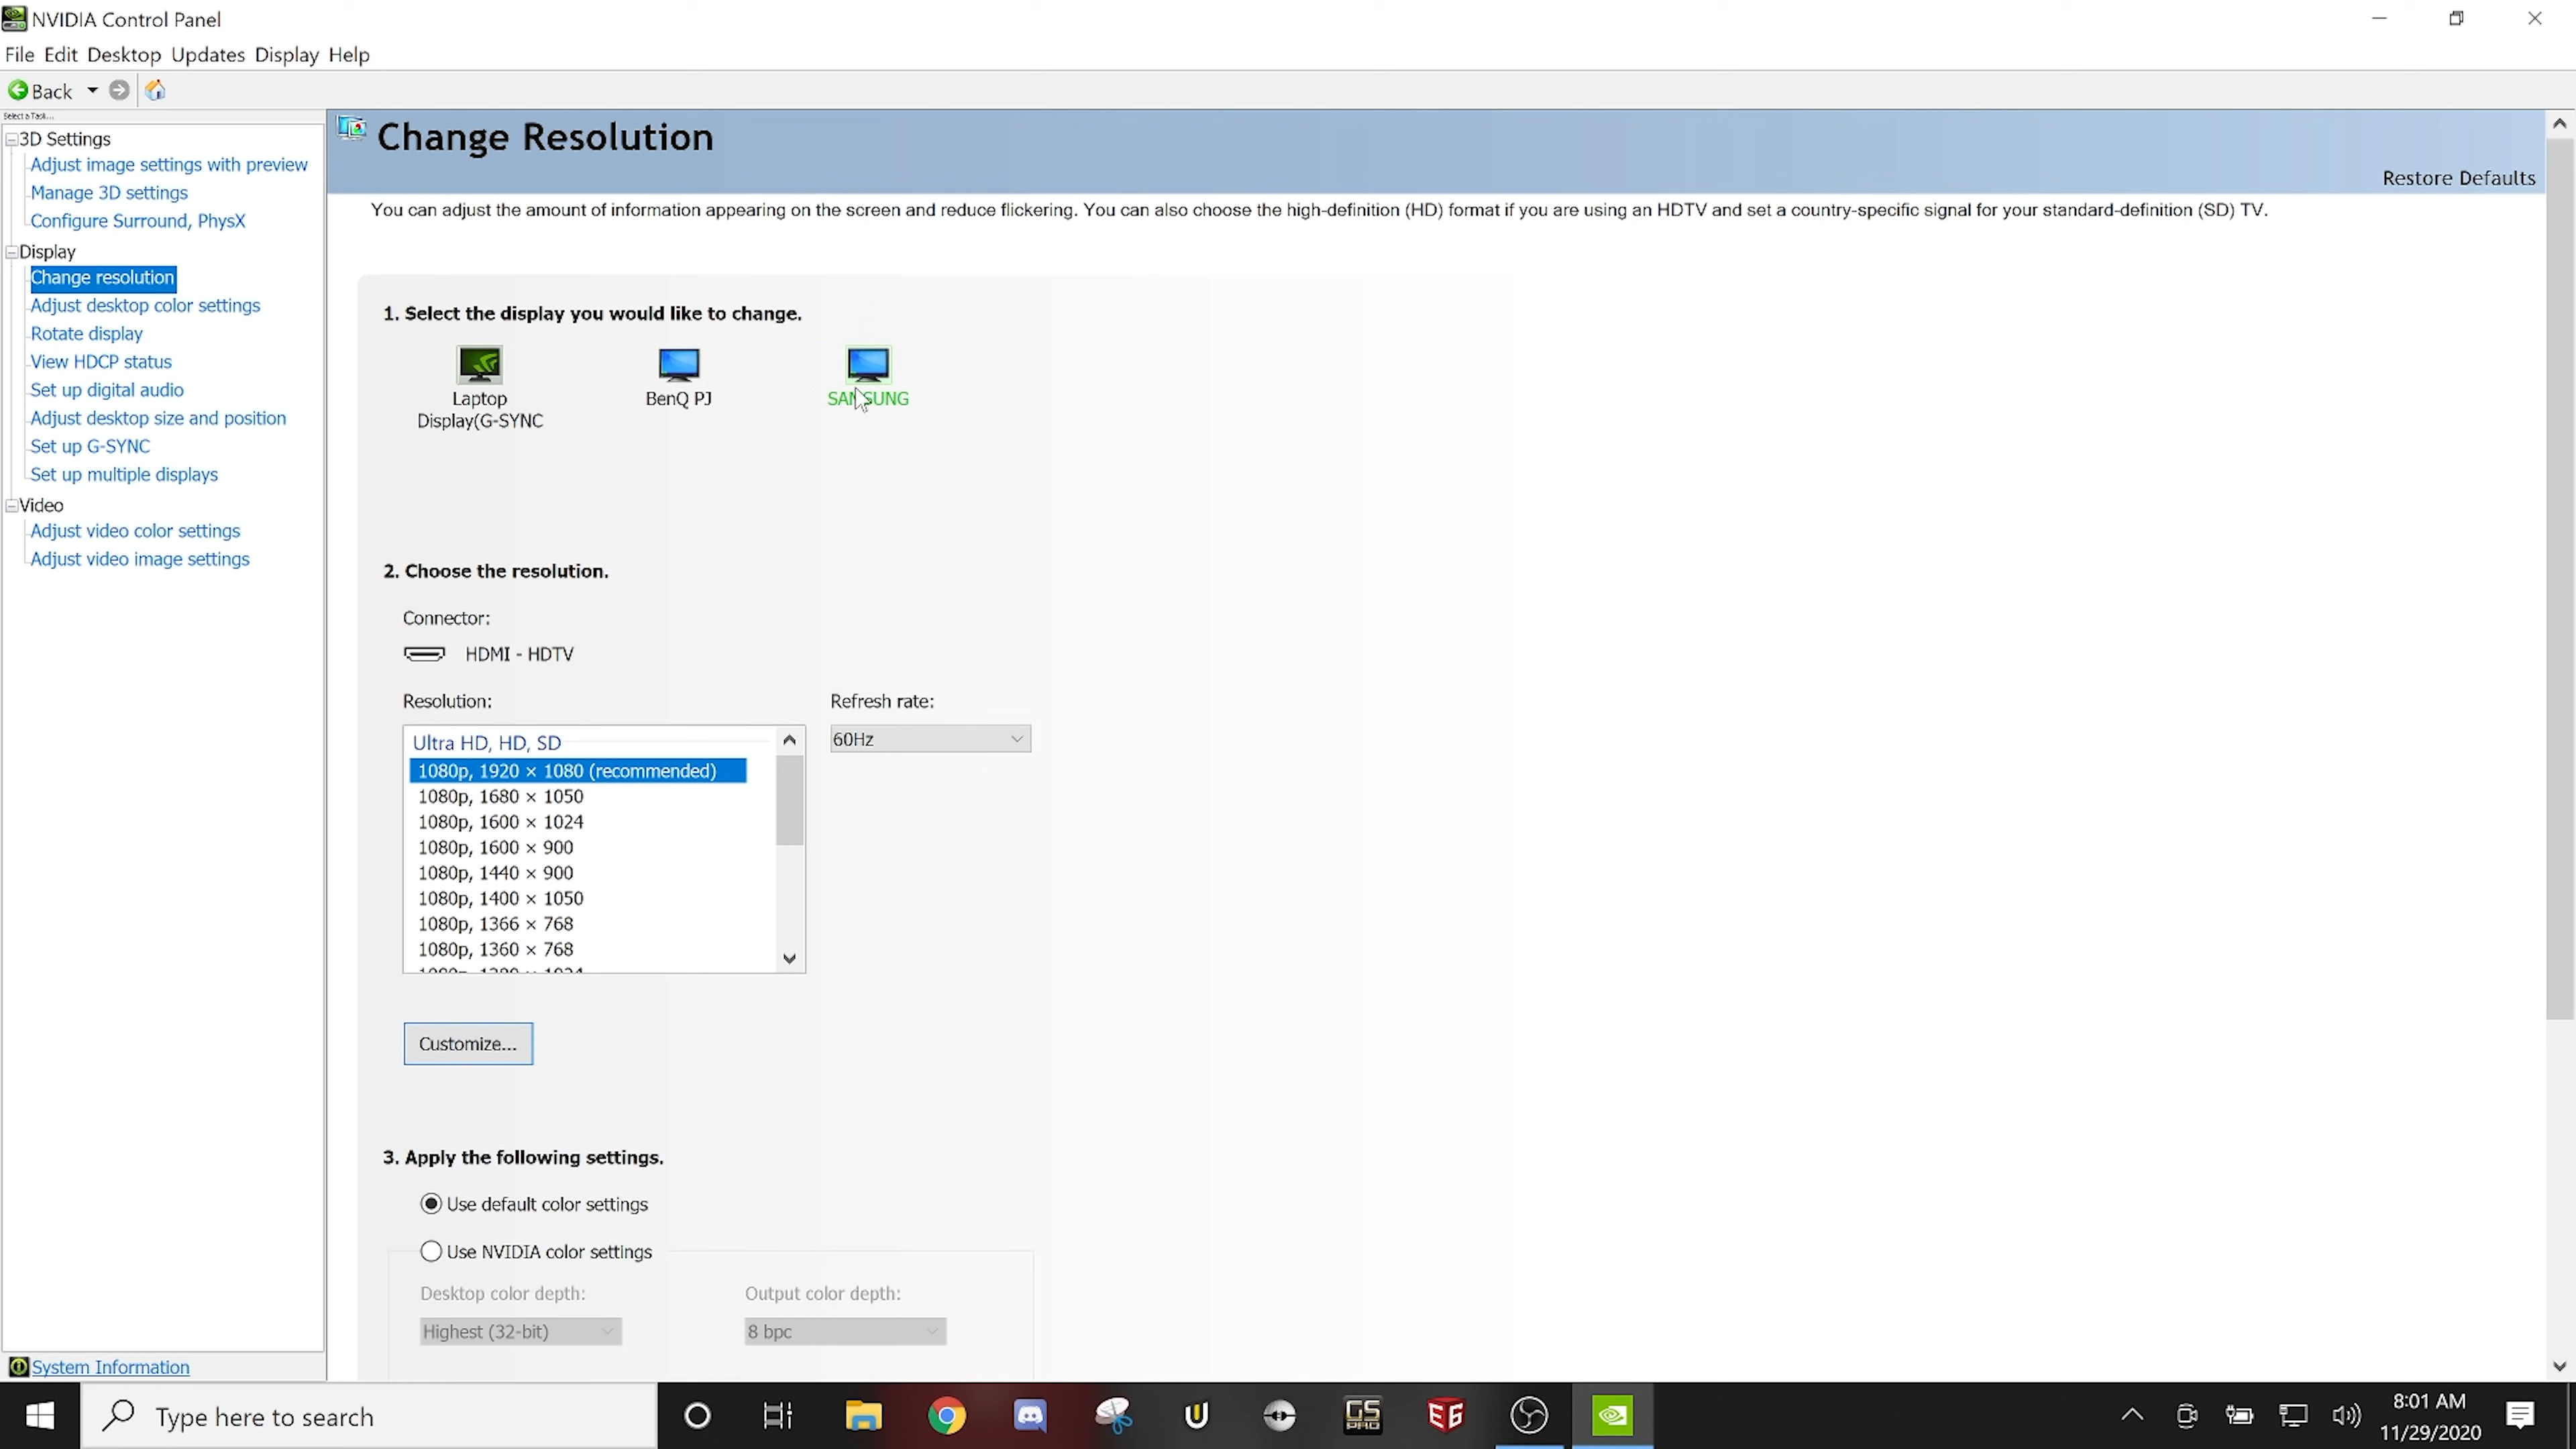 NVIDIA Control Panel
File Edit Desktop Updates Display Help
Back
Select a Task...
3D Settings
Adjust image settings with preview
Manage 3D settings
Configure Surround, PhysX
Display
Change resolution
Adjust desktop color settings
Rotate display
View HDCP status
Set up digital audio
Adjust desktop size and position
Set up G-SYNC
Set up multiple displays
Video
Adjust video color settings
Adjust video image settings
System Information
Change Resolution
Restore Defaults
You can adjust the amount of information appearing on the screen and reduce flickering. You can also choose the high-definition (HD) format if you are using an HDTV and set a country-specific signal for your standard-definition (SD) TV.
1. Select the display you would like to change.
Laptop
Display(G-SYNC
BenQ PJ
SAMSUNG
2. Choose the resolution.
Connector:
HDMI - HDTV
Resolution:
Refresh rate:
60Hz
Ultra HD, HD, SD
1080p, 1920 × 1080 (recommended)
1080p, 1680 × 1050
1080p, 1600 × 1024
1080p, 1600 × 900
1080p, 1440 × 900
1080p, 1400 × 1050
1080p, 1366 × 768
1080p, 1360 × 768
1080p, 1280 × 1024
Customize...
3. Apply the following settings.
Use default color settings
Use NVIDIA color settings
Desktop color depth:
Output color depth:
Highest (32-bit)
8 bpc
Type here to search
U
GS
PRO
E6
8:01 AM
11/29/2020